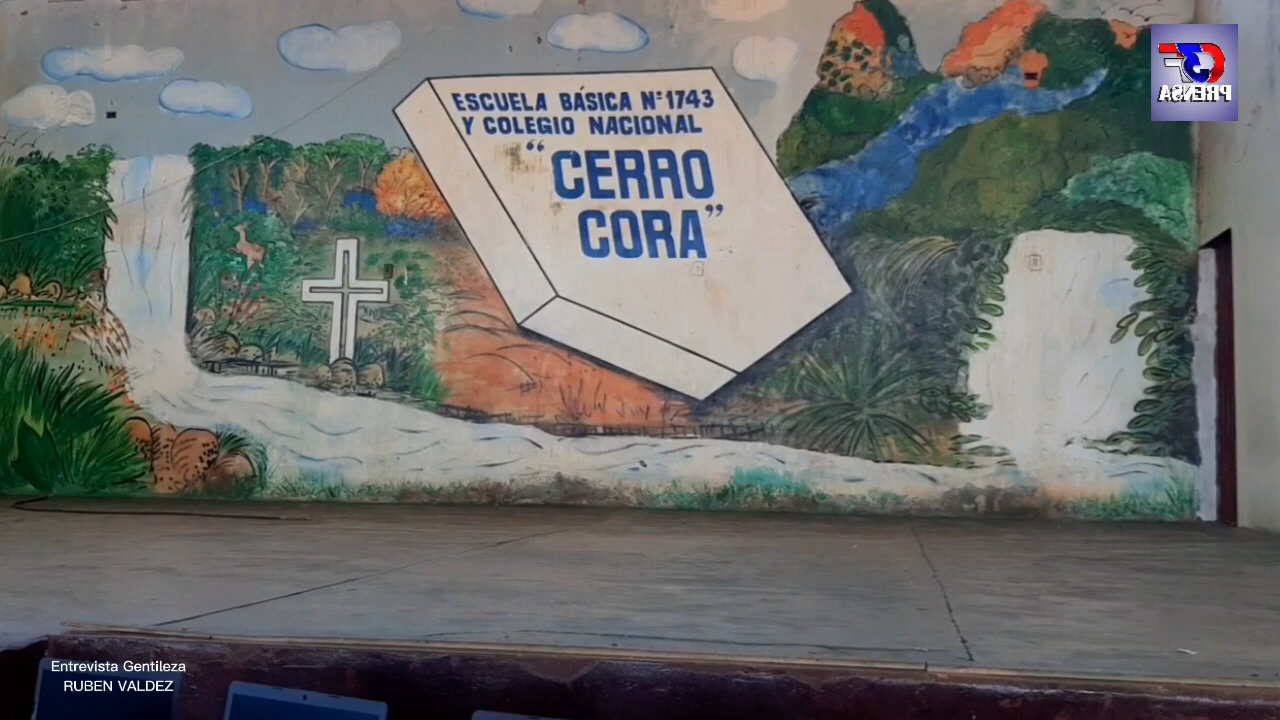 ESCUELA BÁSICA Nº 1743
Y COLEGIO NACIONAL
"CERRO
CORA"
PRENSA
Entrevista Gentileza
RUBEN VALDEZ